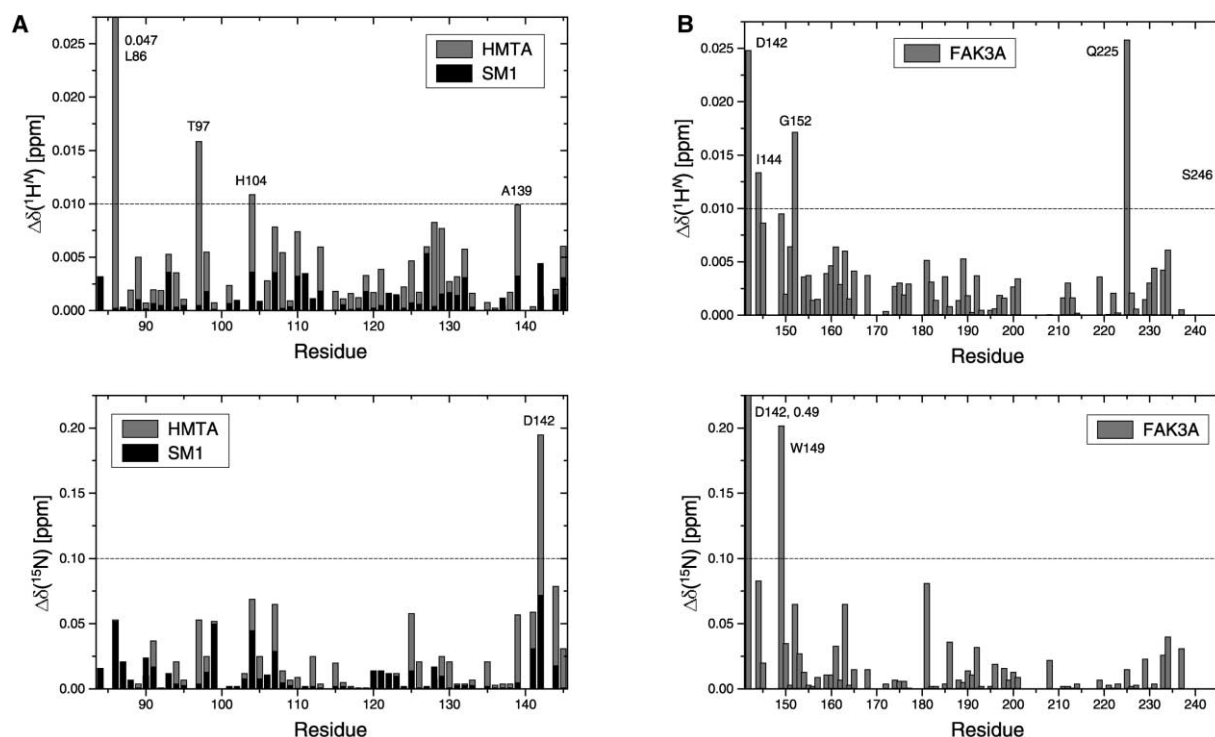 A
0.025
0.020
0.015
0.010
0.005
0.000
Δδ(¹Hᴺ) [ppm]
0.047
L86
T97
H104
A139
HMTA
SM1
90 100 110 120 130 140
Residue
B
0.025
0.020
0.015
0.010
0.005
0.000
Δδ(¹Hᴺ) [ppm]
D142
I144
G152
Q225
S246
FAK3A
150 160 170 180 190 200 210 220 230 240
Residue
0.20
0.15
0.10
0.05
0.00
Δδ(¹⁵N) [ppm]
HMTA
SM1
D142
90 100 110 120 130 140
Residue
0.20
0.15
0.10
0.05
0.00
Δδ(¹⁵N) [ppm]
D142, 0.49
W149
FAK3A
150 160 170 180 190 200 210 220 230 240
Residue